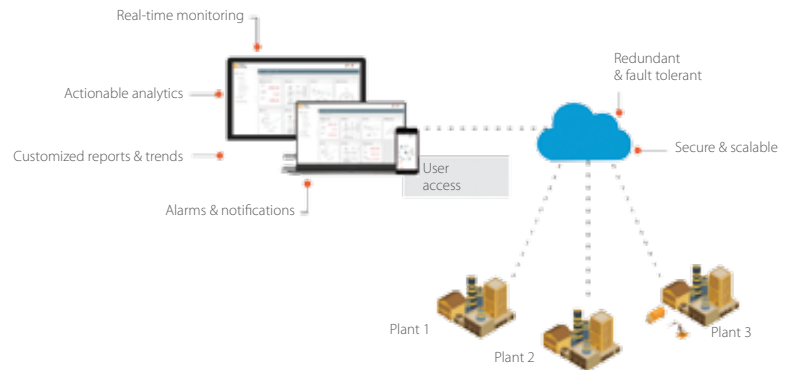 Real-time monitoring
Redundant
& fault tolerant
Actionable analytics
Secure & scalable
Customized reports & trends
User
access
Alarms & notifications
Plant 1
Plant 3
Plant 2